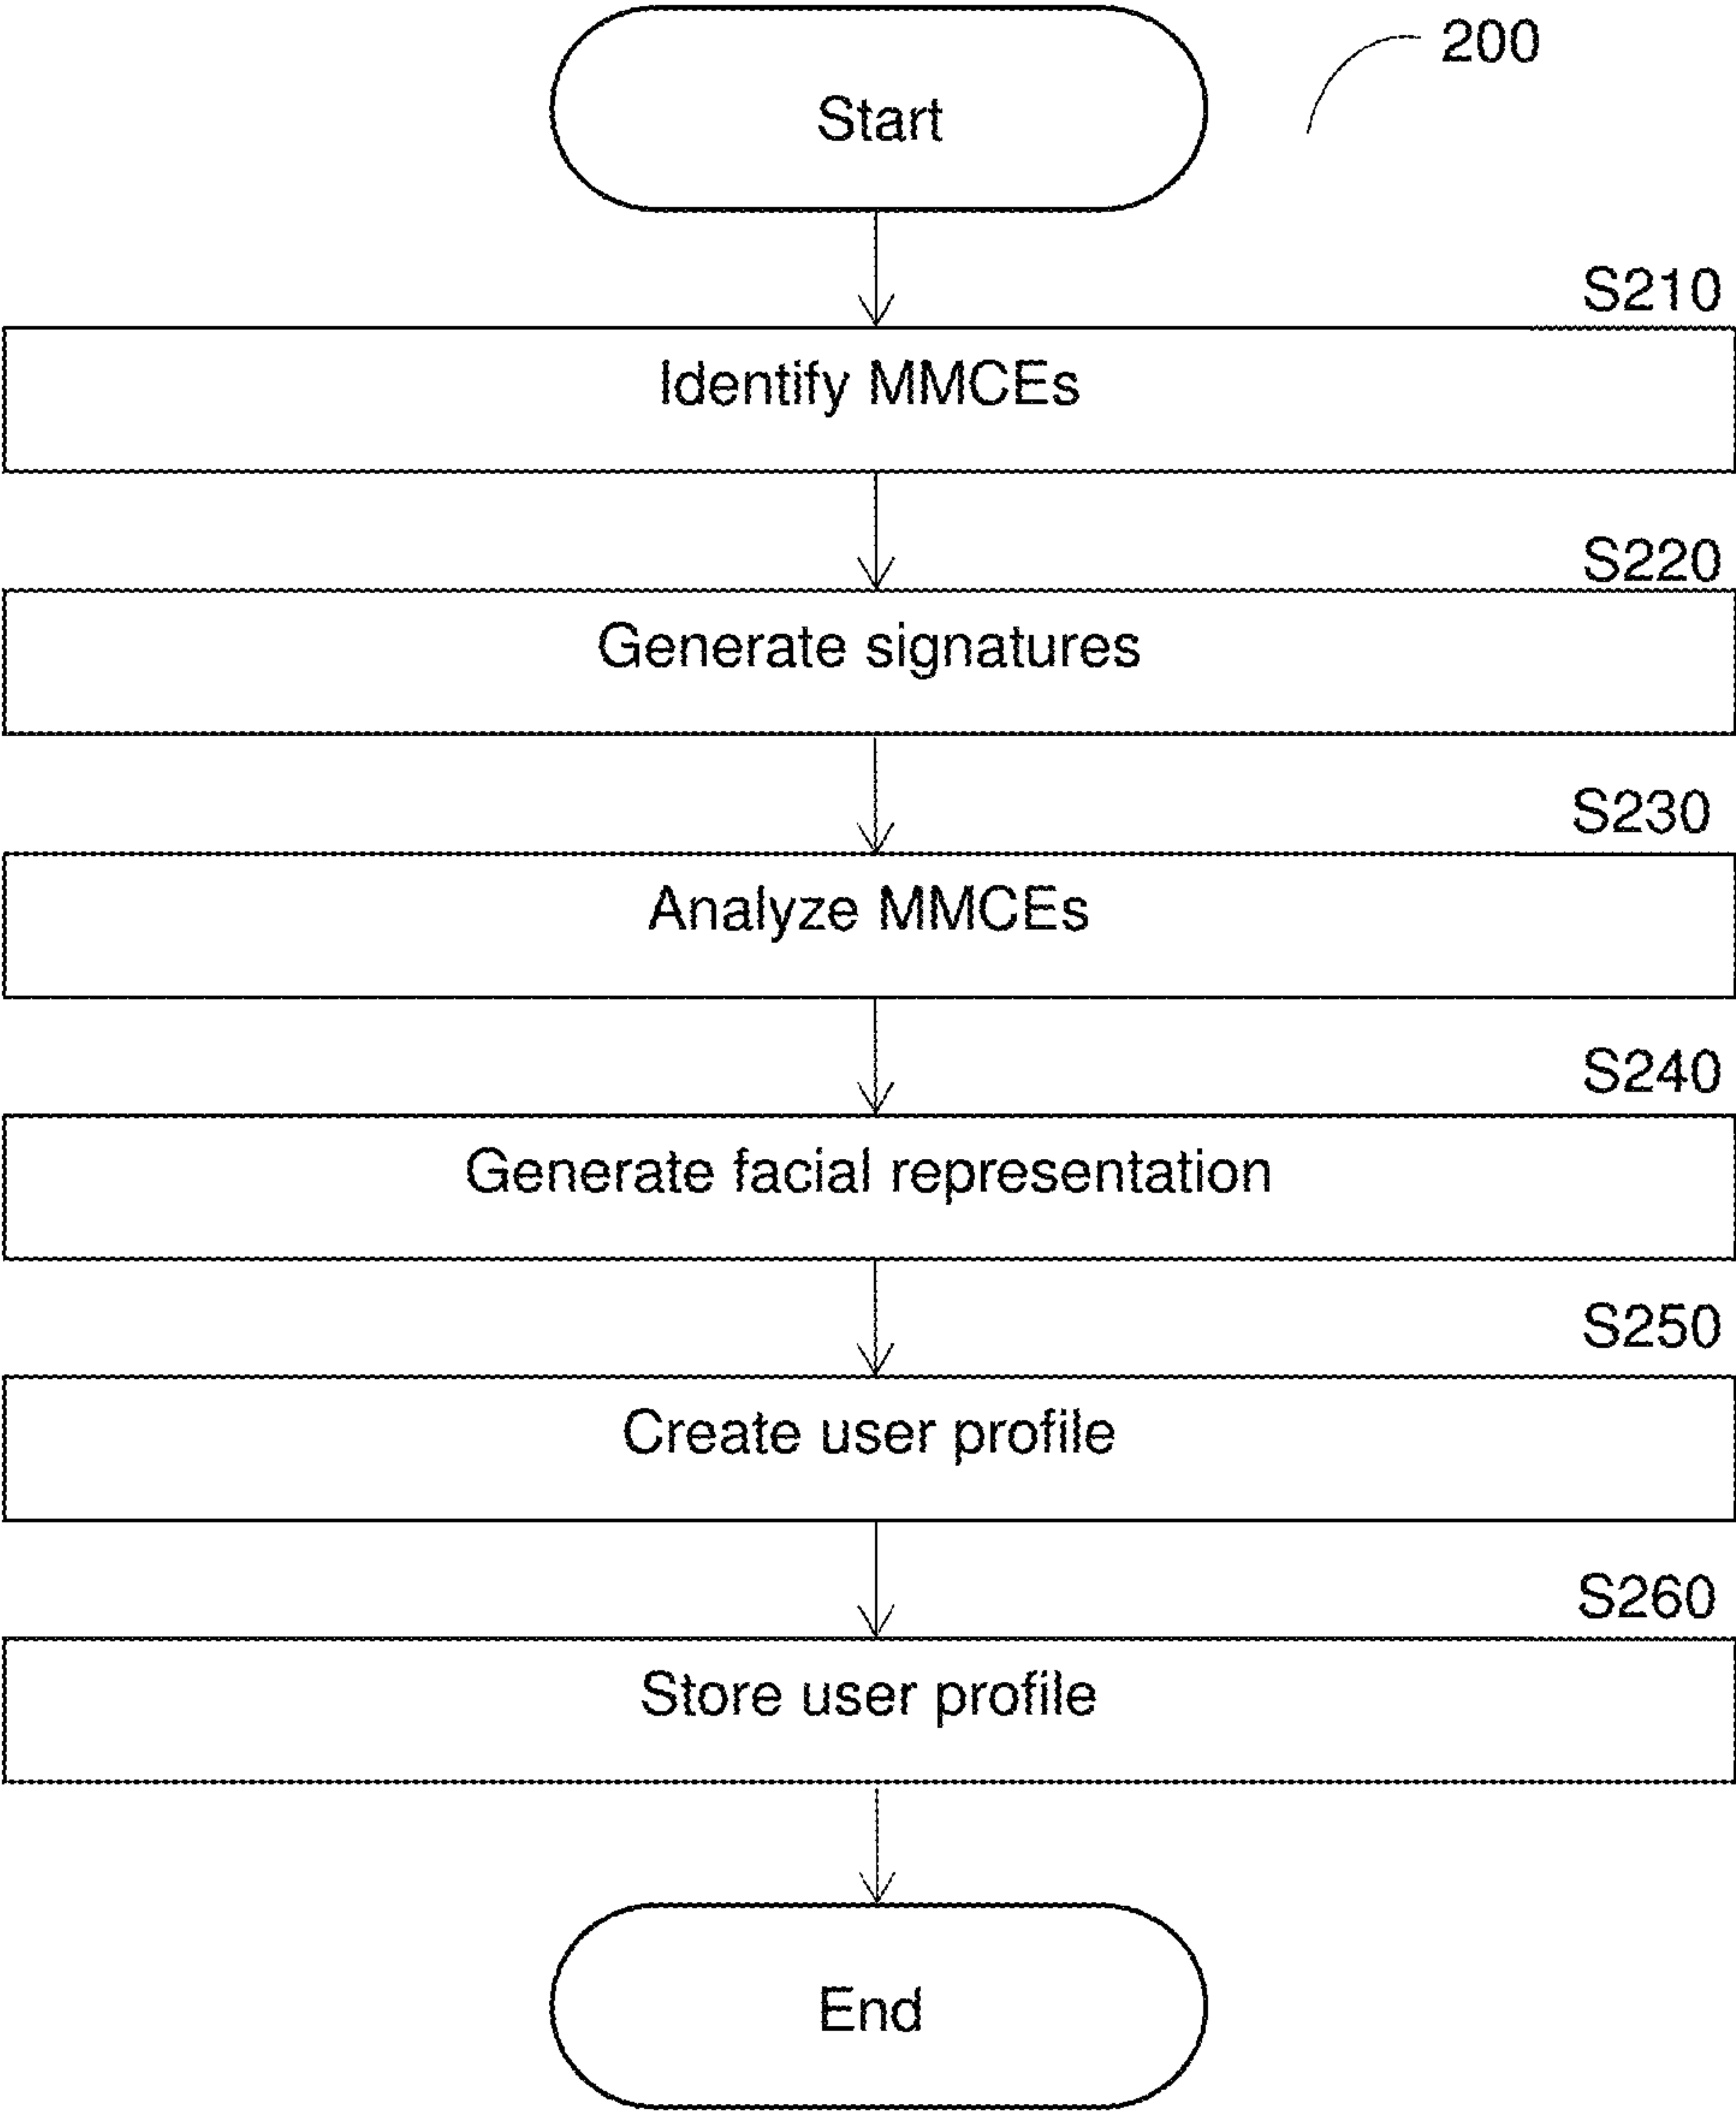 200
Start
S210
Identify MMCEs
S220
Generate signatures
S230
Analyze MMCEs
S240
Generate facial representation
S250
Create user profile
S260
Store user profile
End